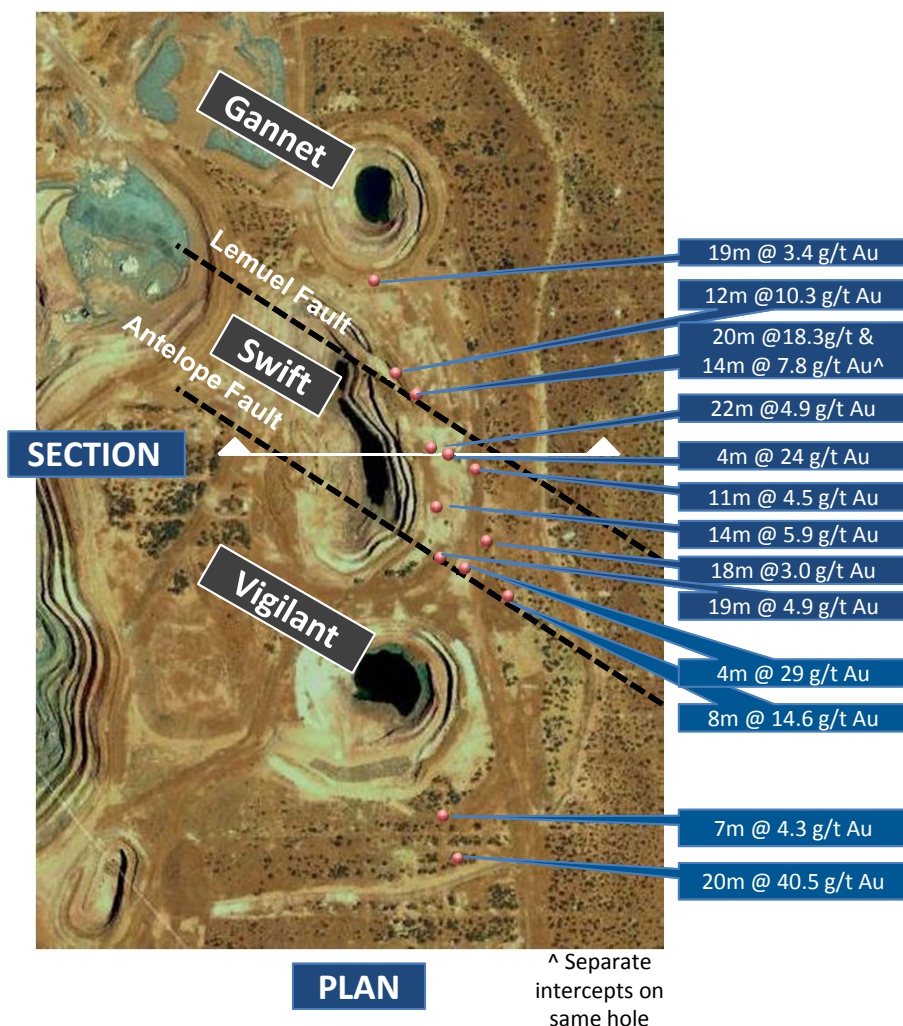 Gannet
Lemuel Fault
Antelope Fault
Swift
SECTION
Vigilant
19m @ 3.4 g/t Au
12m @10.3 g/t Au
20m @18.3g/t &
14m @ 7.8 g/t Au^
22m @4.9 g/t Au
4m @ 24 g/t Au
11m @ 4.5 g/t Au
14m @ 5.9 g/t Au
18m @3.0 g/t Au
19m @ 4.9 g/t Au
4m @ 29 g/t Au
8m @ 14.6 g/t Au
7m @ 4.3 g/t Au
20m @ 40.5 g/t Au
PLAN
^ Separate
intercepts on
same hole